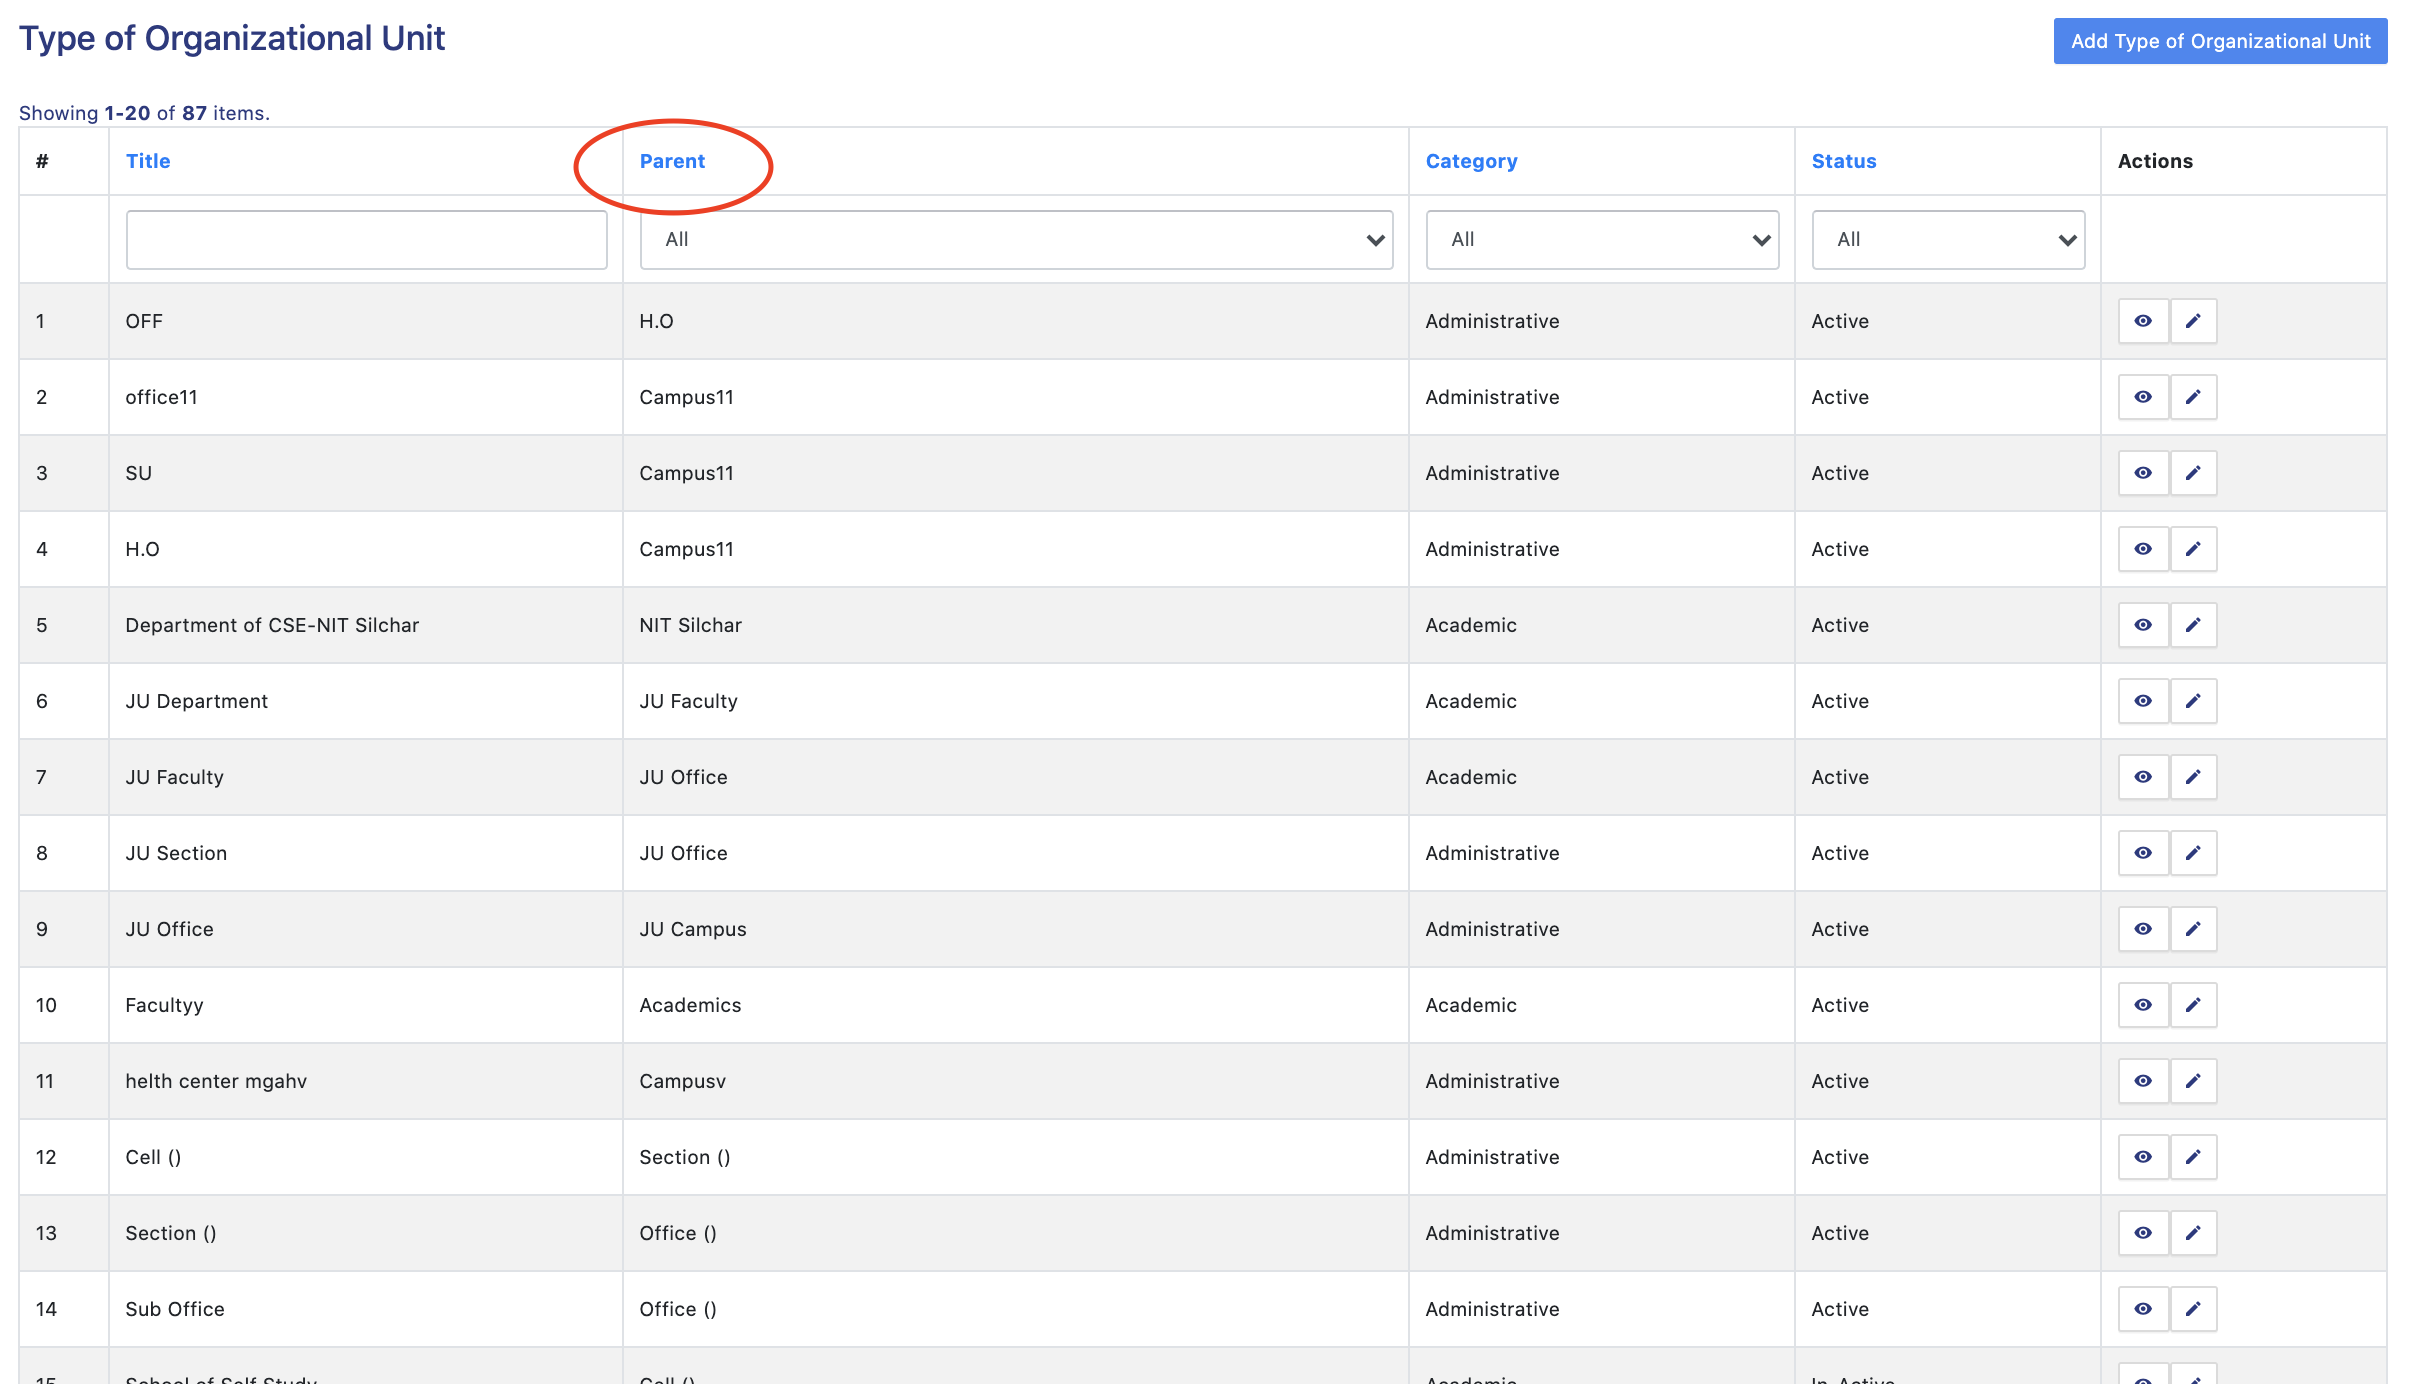 Type of Organizational Unit
Add Type of Organizational Unit
Showing 1-20 of 87 items.
# Title Parent Category Status Actions
All All All
1 OFF H.O Administrative Active
2 office11 Campus11 Administrative Active
3 SU Campus11 Administrative Active
4 H.O Campus11 Administrative Active
5 Department of CSE-NIT Silchar NIT Silchar Academic Active
6 JU Department JU Faculty Academic Active
7 JU Faculty JU Office Academic Active
8 JU Section JU Office Administrative Active
9 JU Office JU Campus Administrative Active
10 Facultyy Academics Academic Active
11 helth center mgahv Campusv Administrative Active
12 Cell () Section () Administrative Active
13 Section () Office () Administrative Active
14 Sub Office Office () Administrative Active
15 School of Self Study Cell () Academic In-Active